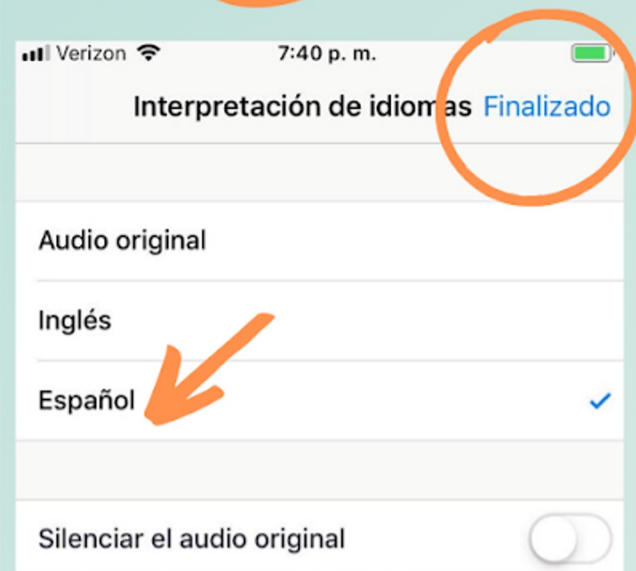 Verizon 7:40 p. m.
Interpretación de idiomas Finalizado
Audio original
Inglés
Español
Silenciar el audio original